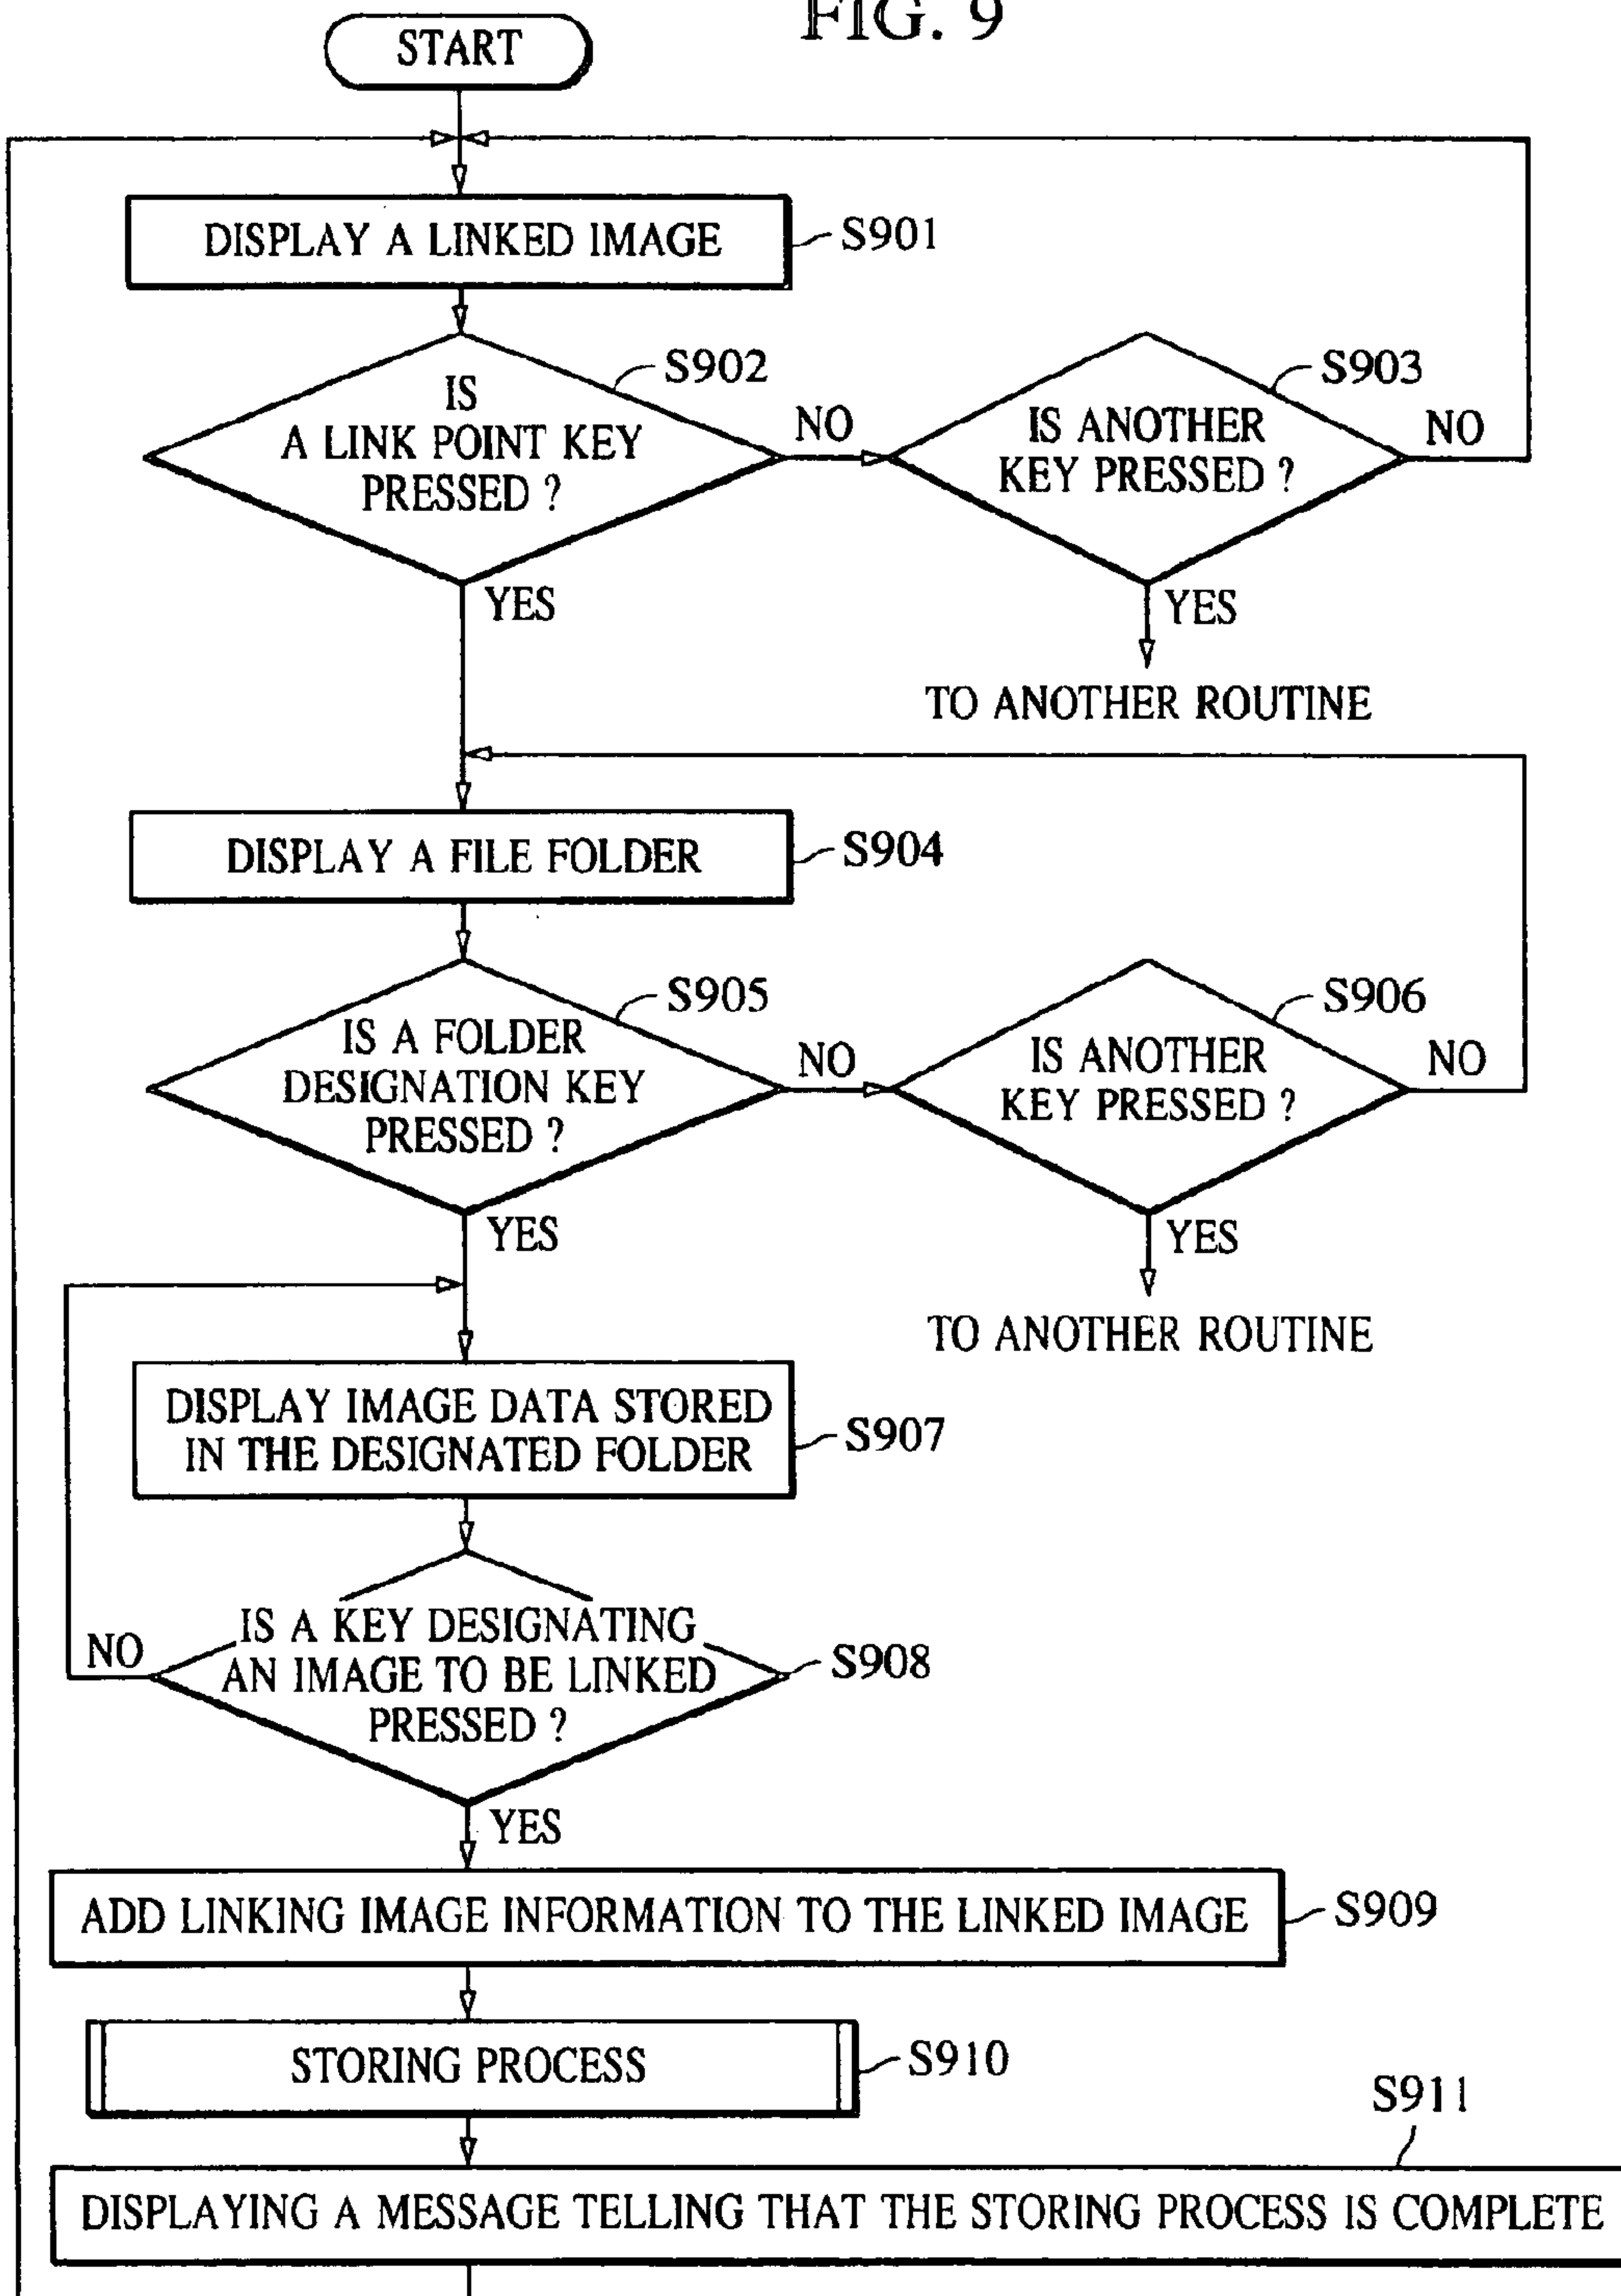 FIG. 9
START
DISPLAY A LINKED IMAGE
S901
IS
A LINK POINT KEY
PRESSED ?
S902
NO
IS ANOTHER
KEY PRESSED ?
S903
NO
YES
YES
TO ANOTHER ROUTINE
DISPLAY A FILE FOLDER
S904
IS A FOLDER
DESIGNATION KEY
PRESSED ?
S905
NO
IS ANOTHER
KEY PRESSED ?
S906
NO
YES
YES
TO ANOTHER ROUTINE
DISPLAY IMAGE DATA STORED
IN THE DESIGNATED FOLDER
S907
IS A KEY DESIGNATING
AN IMAGE TO BE LINKED
PRESSED ?
S908
NO
YES
ADD LINKING IMAGE INFORMATION TO THE LINKED IMAGE
S909
STORING PROCESS
S910
S911
DISPLAYING A MESSAGE TELLING THAT THE STORING PROCESS IS COMPLETE